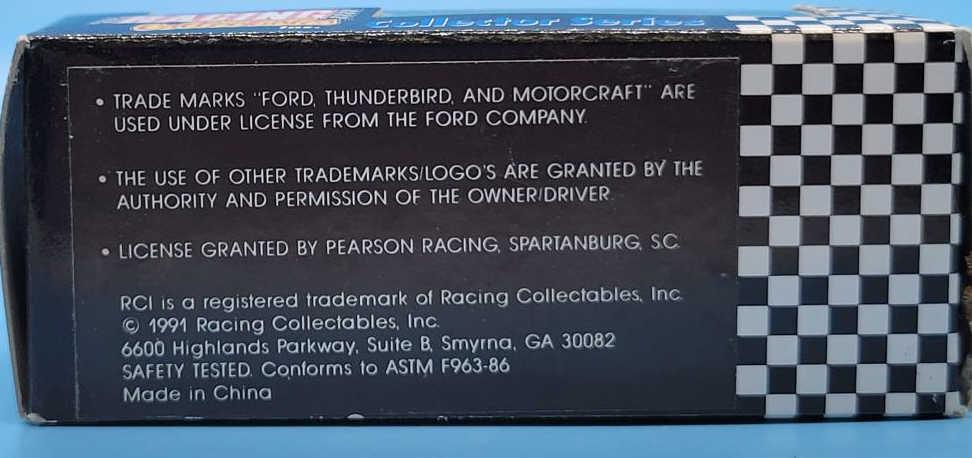 Collector Series
• TRADE MARKS "FORD, THUNDERBIRD, AND MOTORCRAFT" ARE
USED UNDER LICENSE FROM THE FORD COMPANY.
• THE USE OF OTHER TRADEMARKS/LOGO'S ARE GRANTED BY THE
AUTHORITY AND PERMISSION OF THE OWNER/DRIVER.
• LICENSE GRANTED BY PEARSON RACING, SPARTANBURG, S.C.
RCI is a registered trademark of Racing Collectables, Inc.
© 1991 Racing Collectables, Inc.
6600 Highlands Parkway, Suite B, Smyrna, GA 30082
SAFETY TESTED. Conforms to ASTM F963-86
Made in China